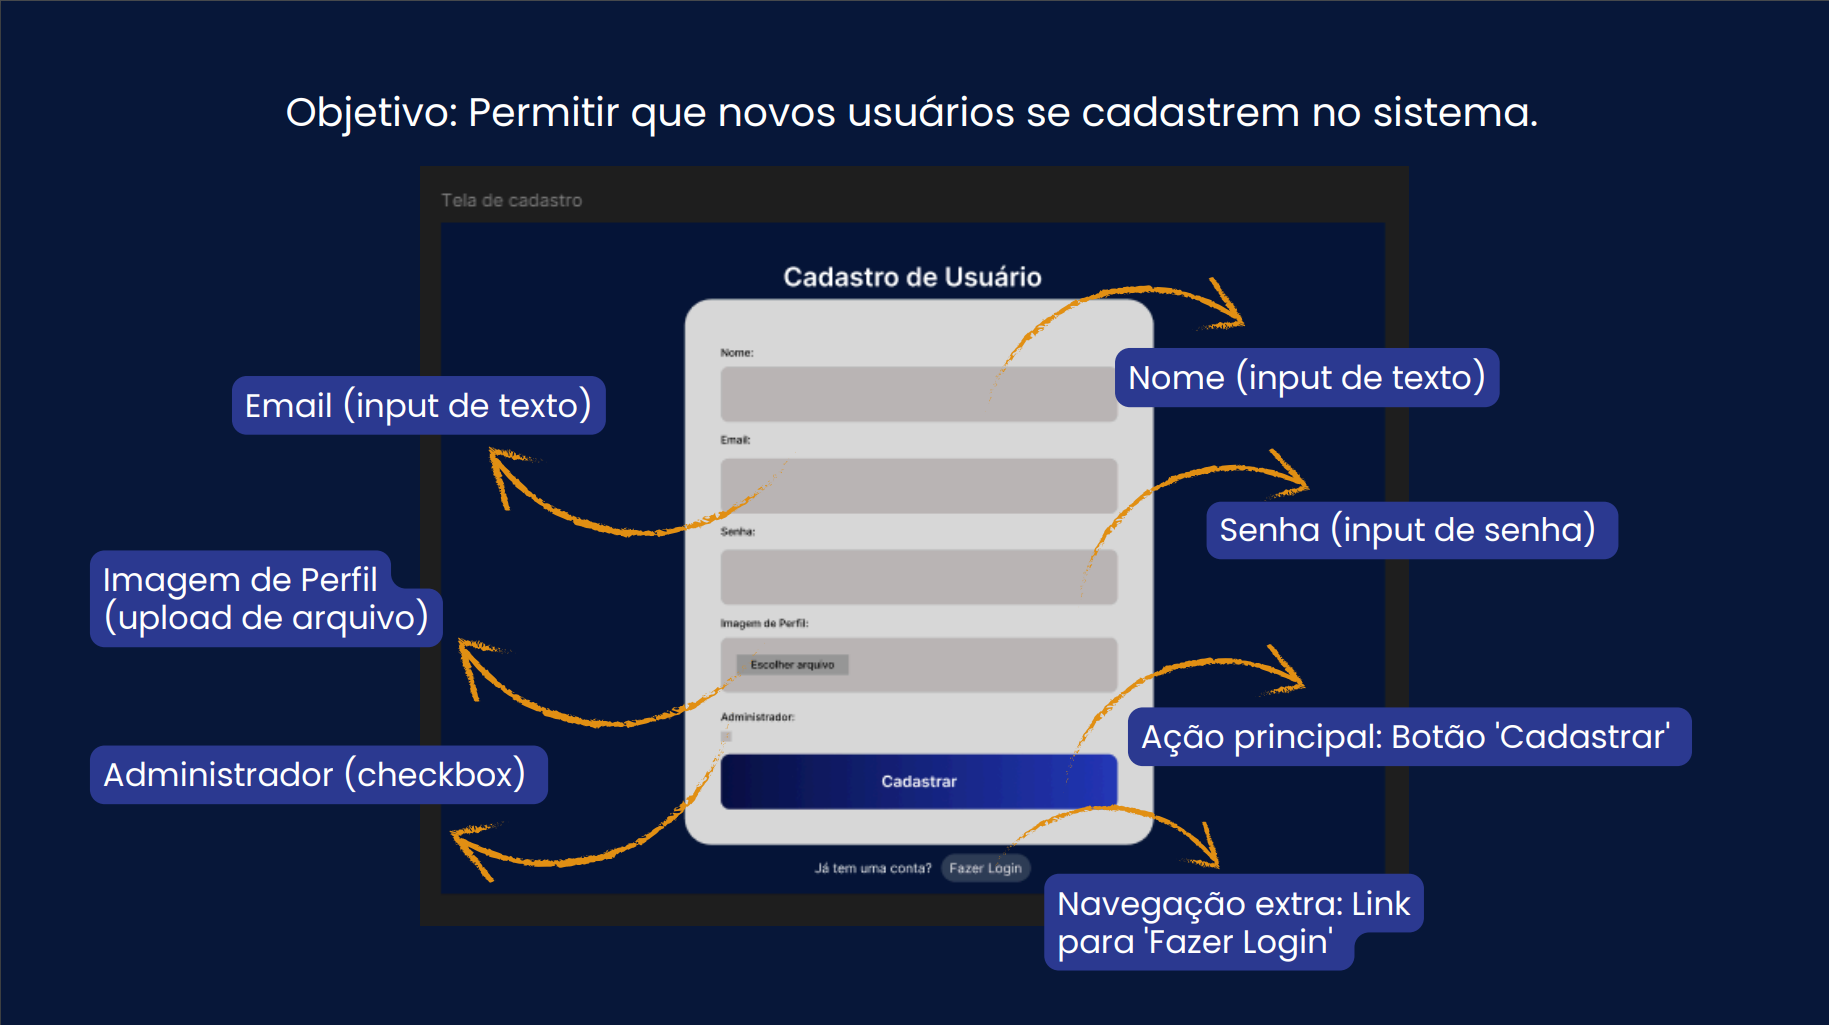 Objetivo: Permitir que novos usuários se cadastrem no sistema.
Tela de cadastro
Cadastro de Usuário
Nome:
Nome (input de texto)
Email (input de texto)
Email:
Senha:
Senha (input de senha)
Imagem de Perfil
(upload de arquivo)
Imagem de Perfil:
Escolher arquivo
Administrador:
Administrador (checkbox)
Ação principal: Botão 'Cadastrar'
Cadastrar
Já tem uma conta? Fazer Login
Navegação extra: Link
para 'Fazer Login'